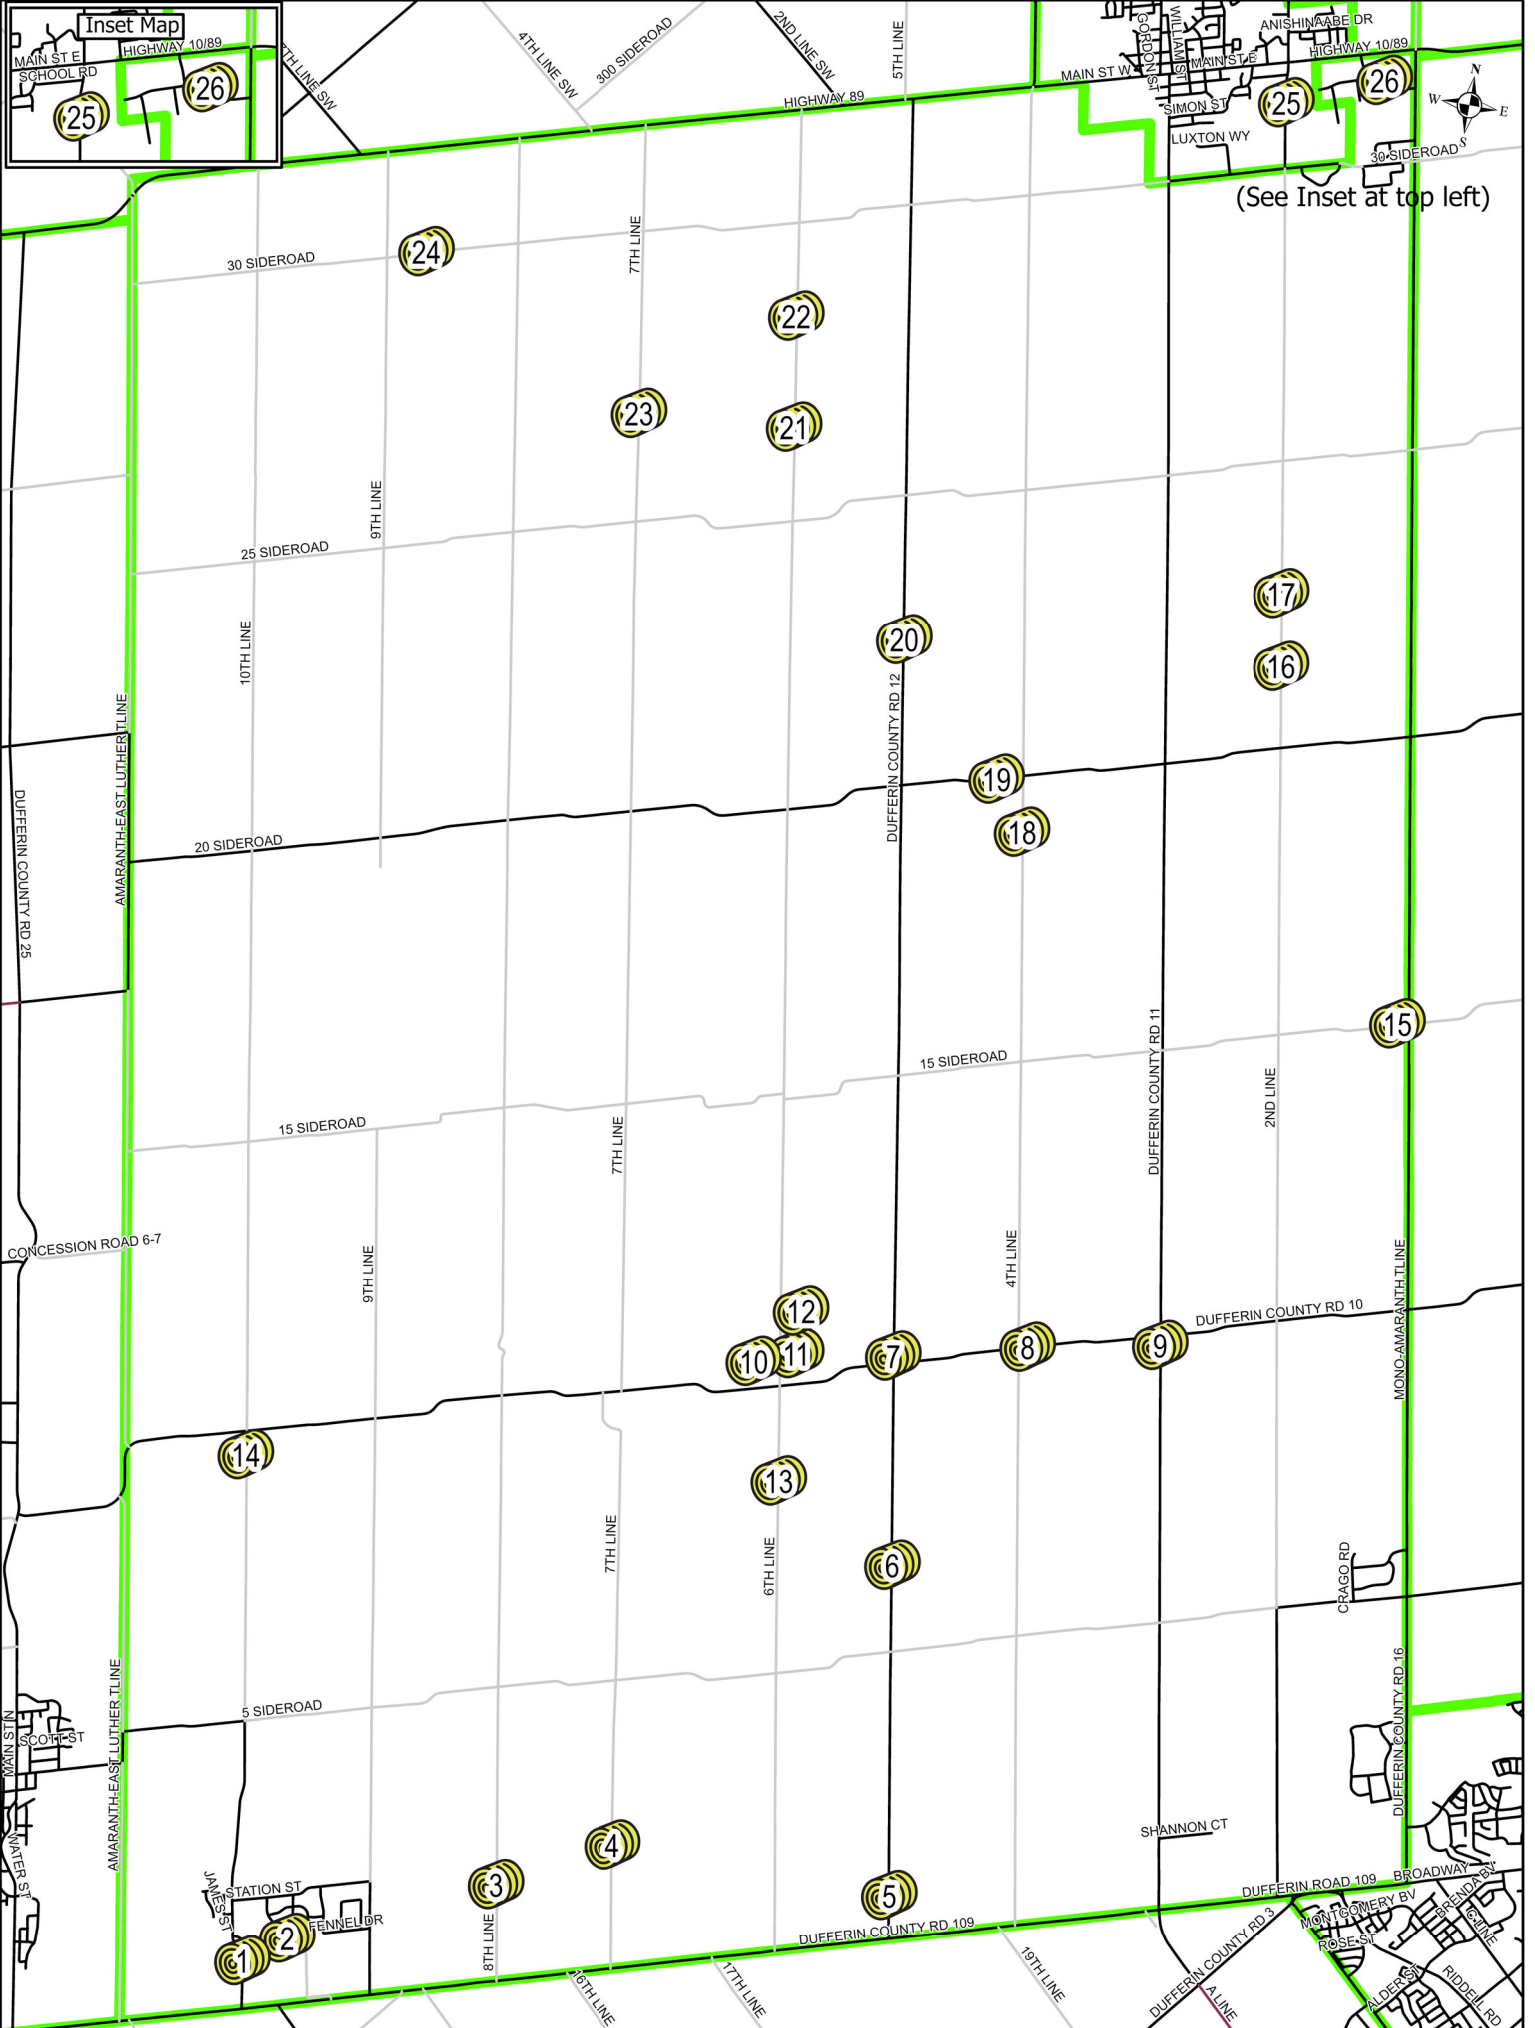 Inset Map
MAIN ST E
HIGHWAY 10/89
SCHOOL RD
25
26
7TH LINE SW
4TH LINE SW
300 SIDEROAD
2ND LINE SW
5TH LINE
HIGHWAY 89
MAIN ST W
GORDON ST
WILLIAM ST
ANISHINAABE DR
HIGHWAY 10/89
MAIN ST E
SIMON ST
LUXTON WY
25
26
N
W
E
S
30 SIDEROAD
(See Inset at top left)
30 SIDEROAD
24
7TH LINE
22
23
21
9TH LINE
25 SIDEROAD
10TH LINE
17
16
20
DUFFERIN COUNTY RD 12
AMARANTH-EAST LUTHER TLINE
19
18
DUFFERIN COUNTY RD 25
20 SIDEROAD
15
15 SIDEROAD
DUFFERIN COUNTY RD 11
2ND LINE
15 SIDEROAD
7TH LINE
CONCESSION ROAD 6-7
9TH LINE
4TH LINE
MONO-AMARANTH TLINE
12
DUFFERIN COUNTY RD 10
10
11
7
8
9
14
13
7TH LINE
6TH LINE
6
CRAGO RD
5 SIDEROAD
DUFFERIN COUNTY RD 16
MAIN ST N
SCOTT ST
AMARANTH-EAST LUTHER TLINE
WATER ST
4
3
5
SHANNON CT
JAMES ST
STATION ST
FENNEL DR
2
1
8TH LINE
DUFFERIN COUNTY RD 109
DUFFERIN ROAD 109
BROADWAY
MONTGOMERY BV
BRENDA BV
C LINE
ROSE ST
DUFFERIN COUNTY RD 3
16TH LINE
17TH LINE
19TH LINE
A LINE
ALDER ST
RIDDELL RD